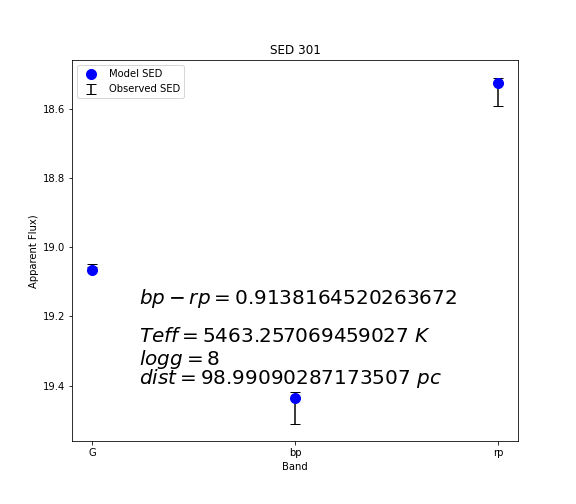 SED 301
Model SED
Observed SED
Apparent Flux)
18.6
18.8
19.0
19.2
19.4
bp − rp = 0.9138164520263672
Teff = 5463.257069459027 K
logg = 8
dist = 98.99090287173507 pc
G
bp
rp
Band